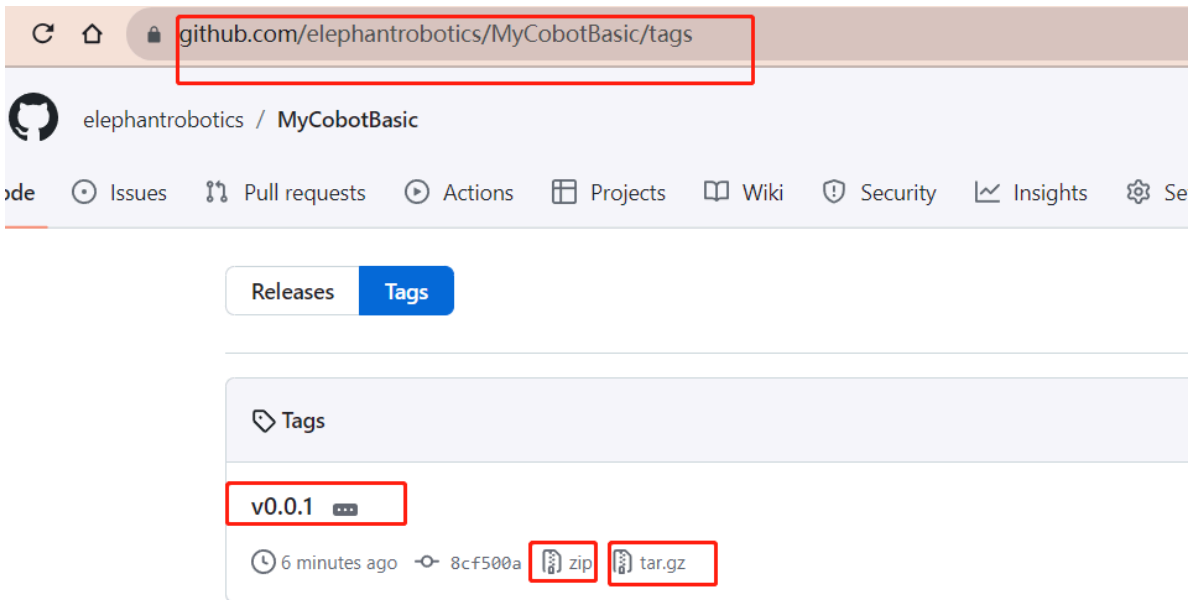 github.com/elephantrobotics/MyCobotBasic/tags
elephantrobotics / MyCobotBasic
ode Issues Pull requests Actions Projects Wiki Security Insights Se
Releases Tags
Tags
v0.0.1 ...
6 minutes ago 8cf500a zip tar.gz